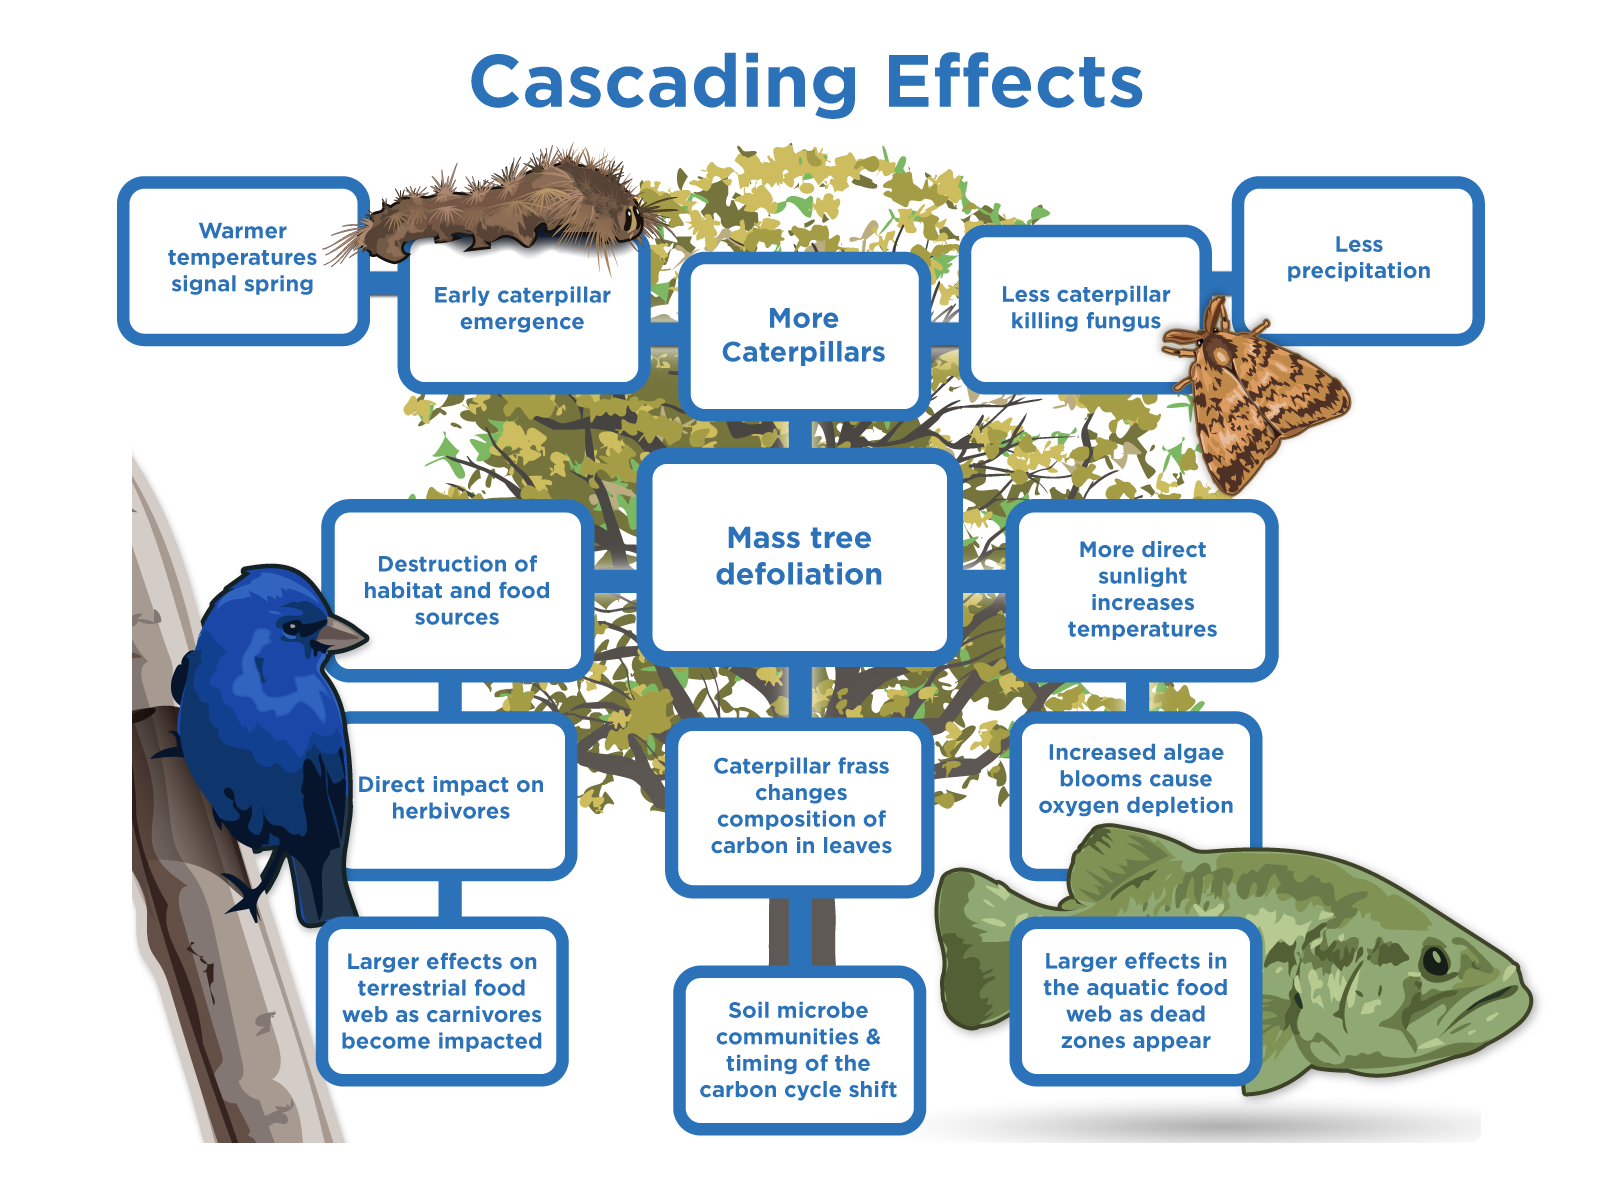 Cascading Effects
Warmer
temperatures
signal spring
Early caterpillar
emergence
More
Caterpillars
Less caterpillar
killing fungus
Less
precipitation
Mass tree
defoliation
Destruction of
habitat and food
sources
More direct
sunlight
increases
temperatures
Direct impact on
herbivores
Caterpillar frass
changes
composition of
carbon in leaves
Increased algae
blooms cause
oxygen depletion
Larger effects on
terrestrial food
web as carnivores
become impacted
Soil microbe
communities &
timing of the
carbon cycle shift
Larger effects in
the aquatic food
web as dead
zones appear